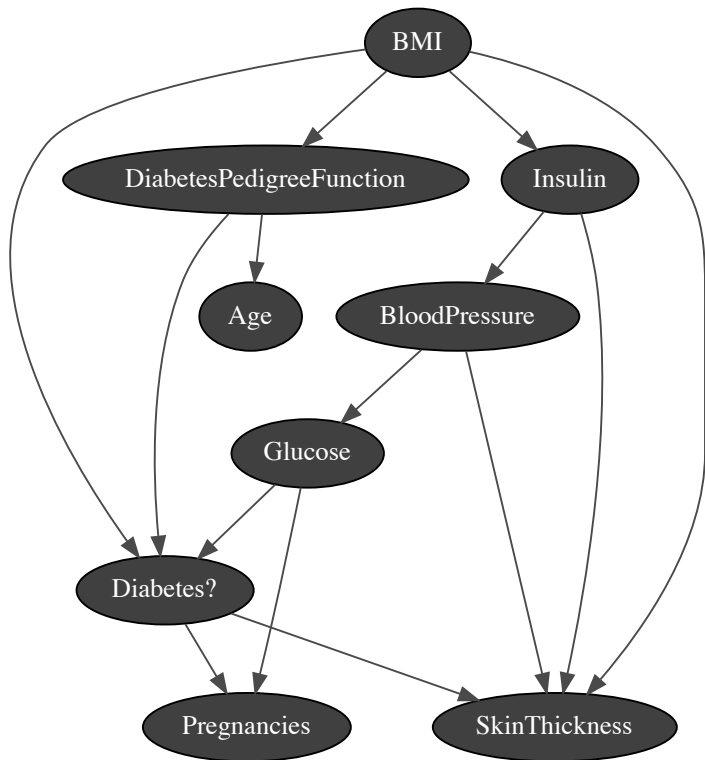 BMI
DiabetesPedigreeFunction
Insulin
Age
BloodPressure
Glucose
Diabetes?
Pregnancies
SkinThickness